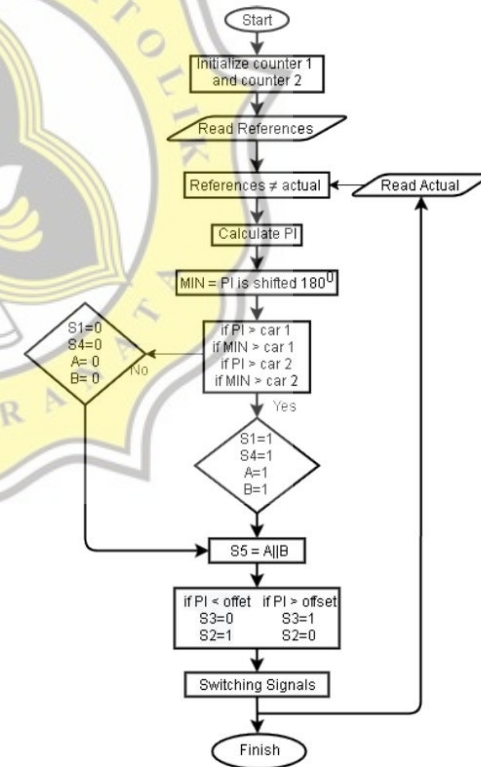 Start
Initialize counter 1
and counter 2
Read References
References ≠ actual
Read Actual
Calculate PI
MIN = PI is shifted 180⁰
if PI > car 1
if MIN > car 1
if PI > car 2
if MIN > car 2
S1=0
S4=0
A= 0
B= 0
No
Yes
S1=1
S4=1
A=1
B=1
S5 = A||B
if PI < offet if PI > offset
S3=0 S3=1
S2=1 S2=0
Switching Signals
Finish
TOLIK
RANATA